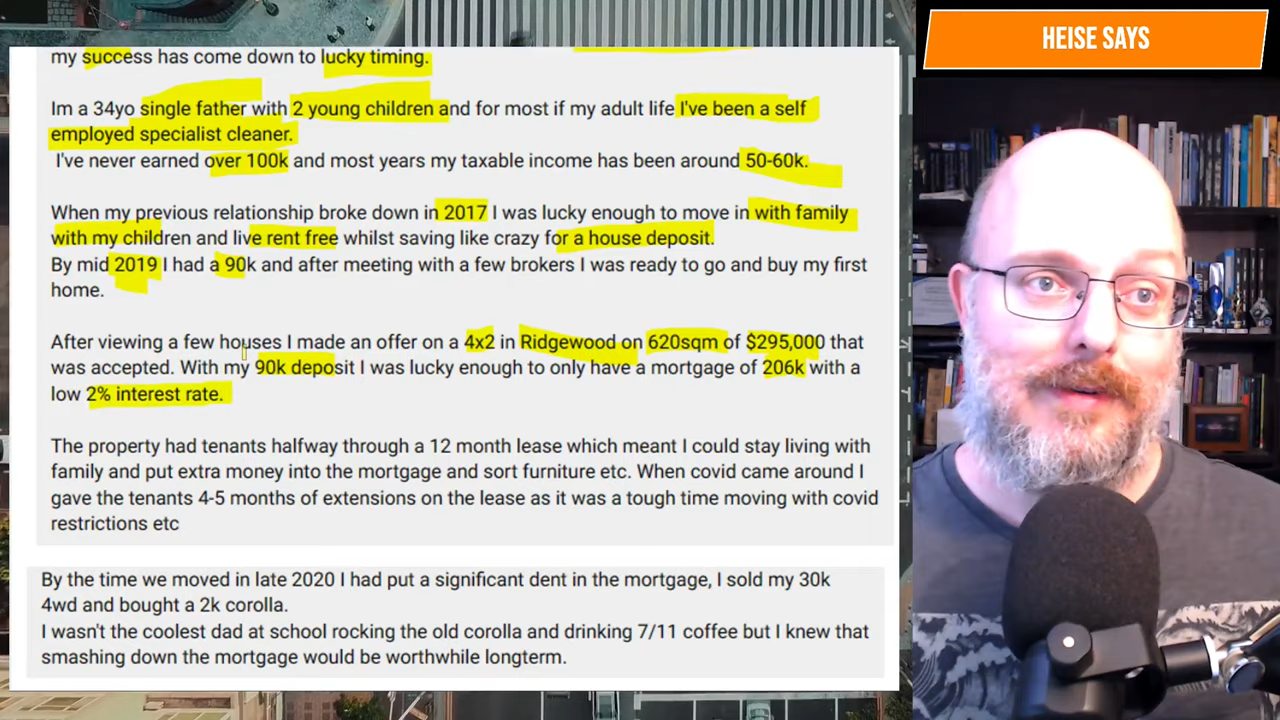 HEISE SAYS
my success has come down to lucky timing.
Im a 34yo single father with 2 young children and for most if my adult life I've been a self
employed specialist cleaner.
I've never earned over 100k and most years my taxable income has been around 50-60k.
When my previous relationship broke down in 2017 I was lucky enough to move in with family
with my children and live rent free whilst saving like crazy for a house deposit.
By mid 2019 I had a 90k and after meeting with a few brokers I was ready to go and buy my first
home.
After viewing a few houses I made an offer on a 4x2 in Ridgewood on 620sqm of $295,000 that
was accepted. With my 90k deposit I was lucky enough to only have a mortgage of 206k with a
low 2% interest rate.
The property had tenants halfway through a 12 month lease which meant I could stay living with
family and put extra money into the mortgage and sort furniture etc. When covid came around I
gave the tenants 4-5 months of extensions on the lease as it was a tough time moving with covid
restrictions etc
By the time we moved in late 2020 I had put a significant dent in the mortgage, I sold my 30k
4wd and bought a 2k corolla.
I wasn't the coolest dad at school rocking the old corolla and drinking 7/11 coffee but I knew that
smashing down the mortgage would be worthwhile longterm.